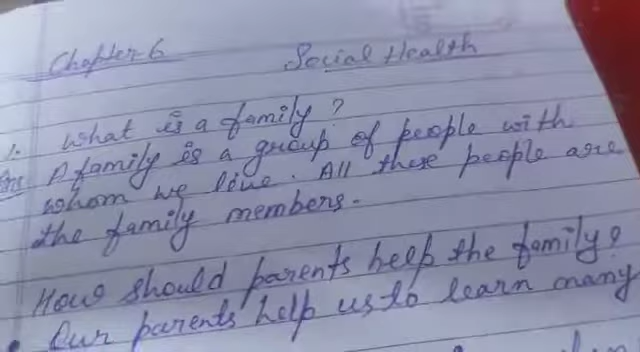 Chapter 6 Social Health
1. What is a family?
Ans A family is a group of people with
whom we live. All these people are
the family members.
How should parents help the family?
Our parents help us to learn many